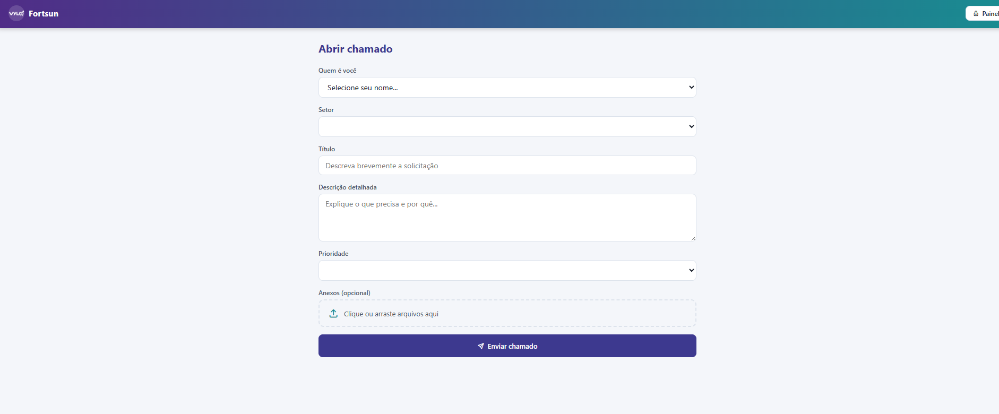 VYLO Fortsun
Painel
Abrir chamado
Quem é você
Selecione seu nome...
Setor
Título
Descreva brevemente a solicitação
Descrição detalhada
Explique o que precisa e por quê...
Prioridade
Anexos (opcional)
Clique ou arraste arquivos aqui
Enviar chamado